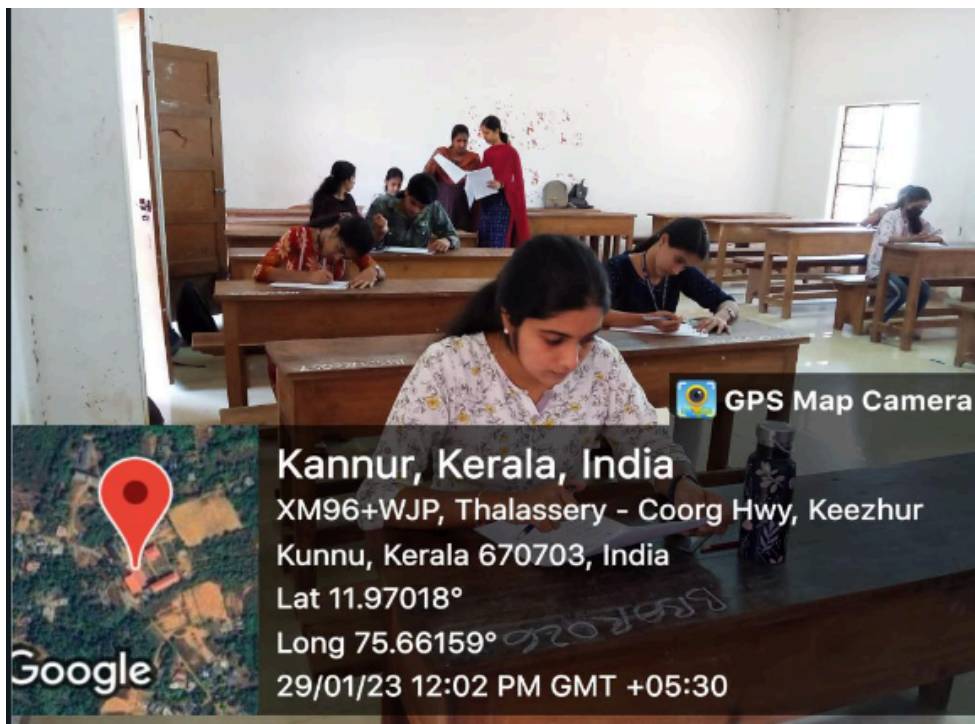 GPS Map Camera
Kannur, Kerala, India
XM96+WJP, Thalassery - Coorg Hwy, Keezhur
Kunnu, Kerala 670703, India
Lat 11.97018°
Long 75.66159°
29/01/23 12:02 PM GMT +05:30
Google